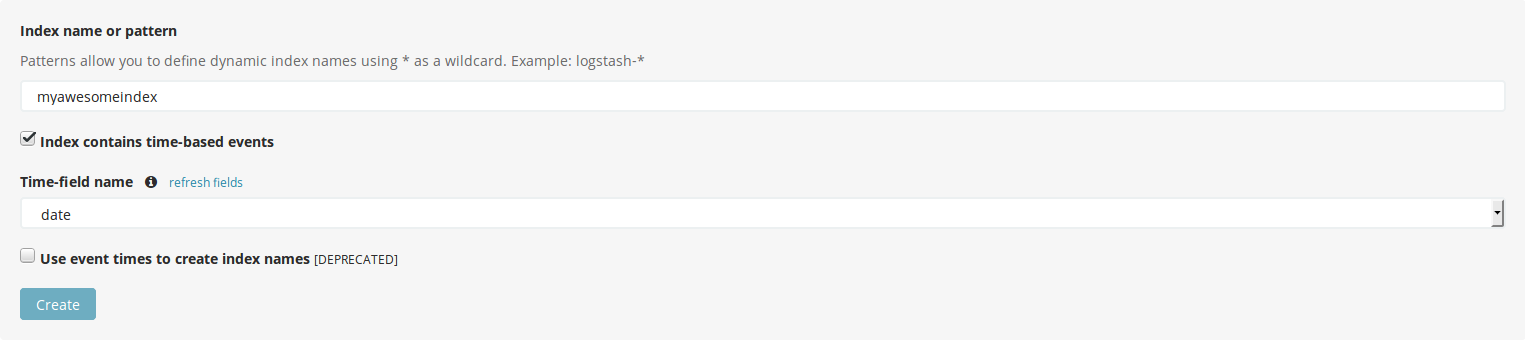 Index name or pattern
Patterns allow you to define dynamic index names using * as a wildcard. Example: logstash-*
myawesomeindex
Index contains time-based events
Time-field name refresh fields
date
Use event times to create index names [DEPRECATED]
Create